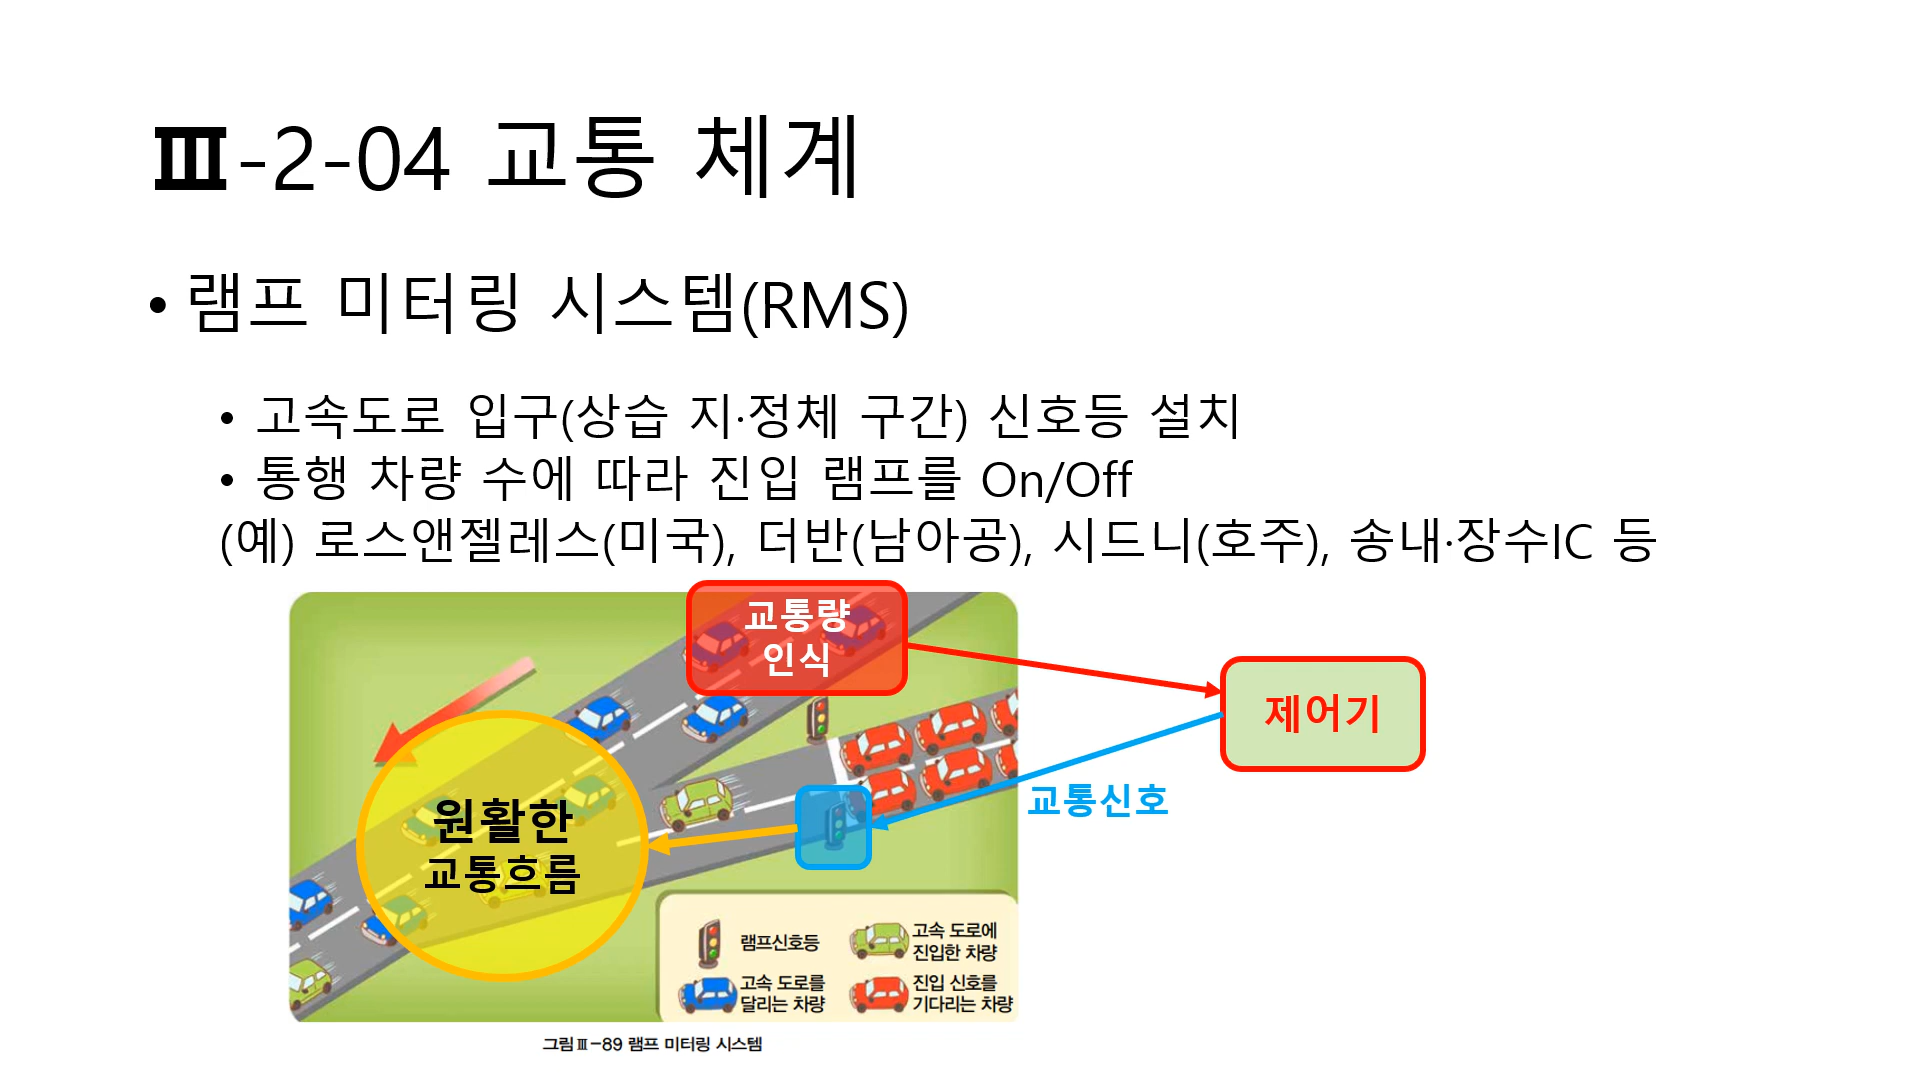 Ⅲ-2-04 교통 체계
• 램프 미터링 시스템(RMS)
• 고속도로 입구(상습 지·정체 구간) 신호등 설치
• 통행 차량 수에 따라 진입 램프를 On/Off
(예) 로스앤젤레스(미국), 더반(남아공), 시드니(호주), 송내·장수IC 등
교통량
인식
제어기
교통신호
원활한
교통흐름
램프신호등
고속 도로에
진입한 차량
고속 도로를
달리는 차량
진입 신호를
기다리는 차량
그림Ⅲ-89 램프 미터링 시스템